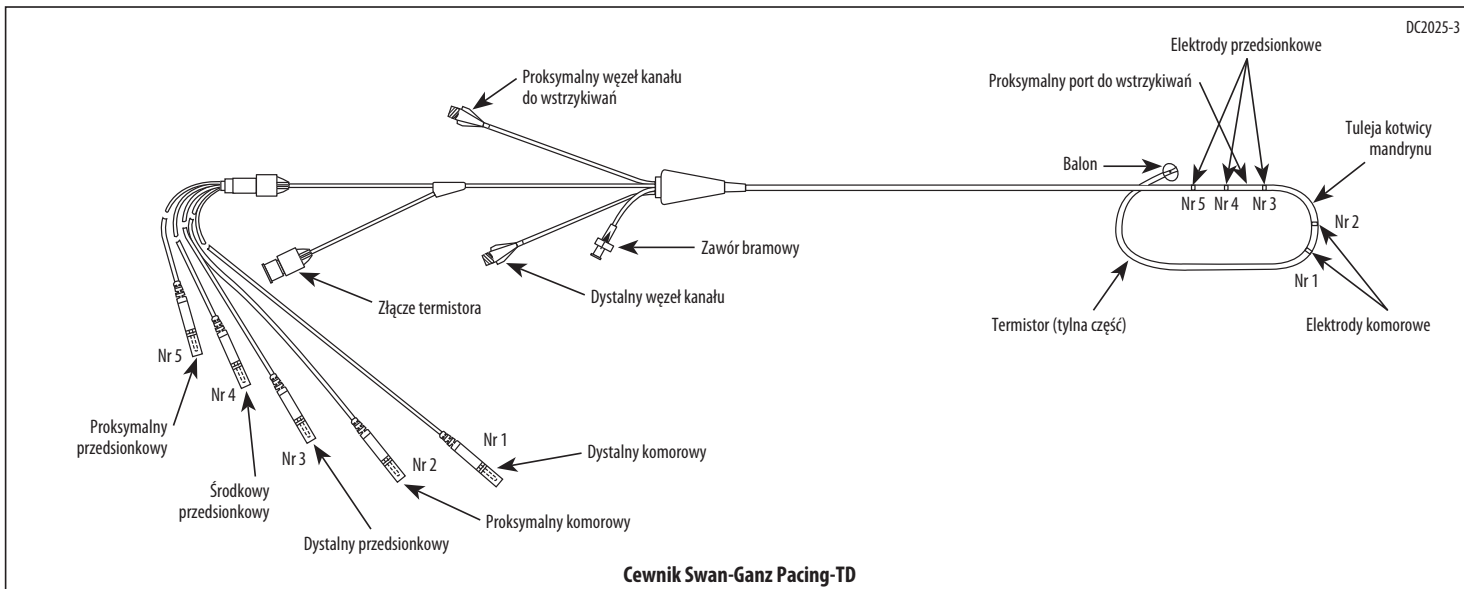 DC2025-3
Elektrody przedsionkowe
Proksymalny węzeł kanału
do wstrzykiwań
Proksymalny port do wstrzykiwań
Tuleja kotwicy
mandrynu
Balon
Nr 5
Nr 4
Nr 3
Nr 2
Nr 1
Zawór bramowy
Dystalny węzeł kanału
Złącze termistora
Termistor (tylna część)
Elektrody komorowe
Nr 5
Nr 4
Nr 3
Nr 2
Nr 1
Proksymalny
przedsionkowy
Środkowy
przedsionkowy
Dystalny przedsionkowy
Proksymalny komorowy
Dystalny komorowy
Cewnik Swan-Ganz Pacing-TD